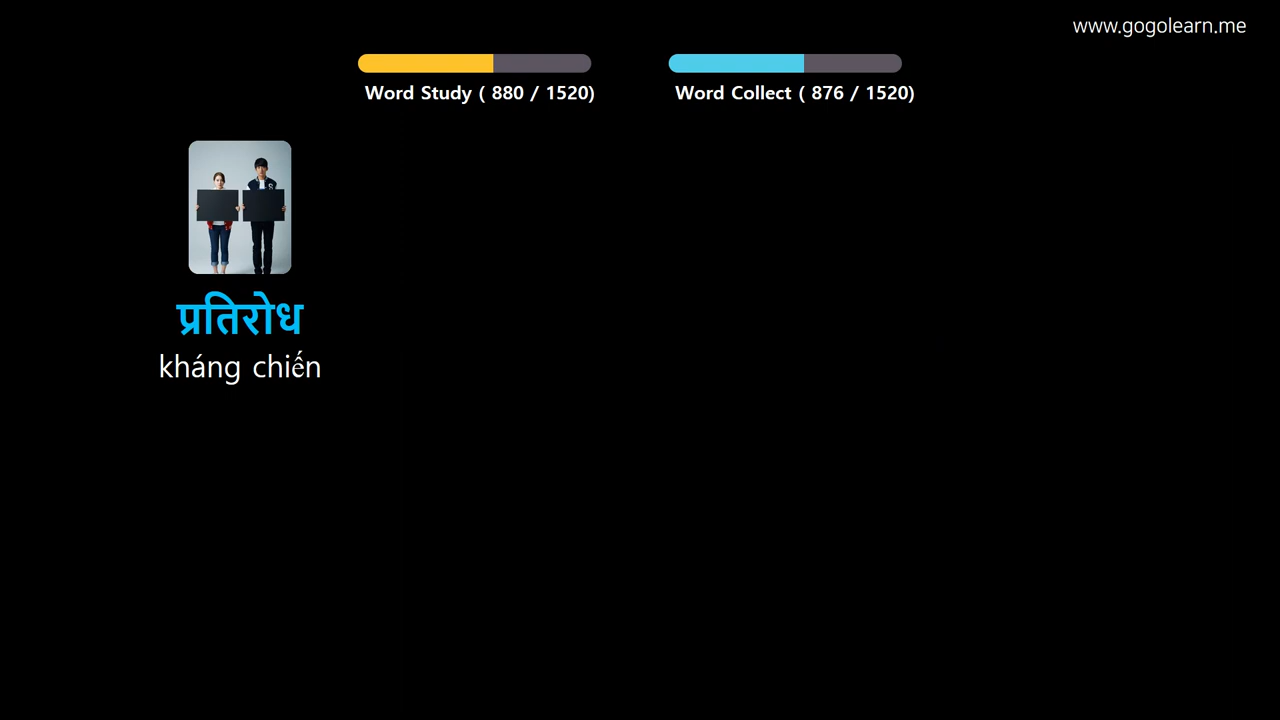 www.gogolearn.me
Word Study ( 880 / 1520)
Word Collect ( 876 / 1520)
प्रतिरोध
kháng chiến